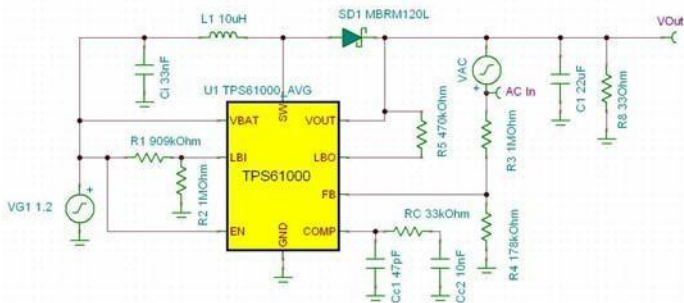 SD1 MBRM120L
L1 10uH
VOut
Ci 33nF
VAC
AC In
C1 22uF
R8 33Ohm
U1 TPS61000_AVG
SW
VBAT
VOUT
R5 470kOhm
R3 1MOhm
R1 909kOhm
LBI
LBO
TPS61000
R2 1MOhm
FB
VG1 1.2
RC 33kOhm
EN
GND
COMP
R4 178kOhm
Cc1 47pF
Cc2 10nF